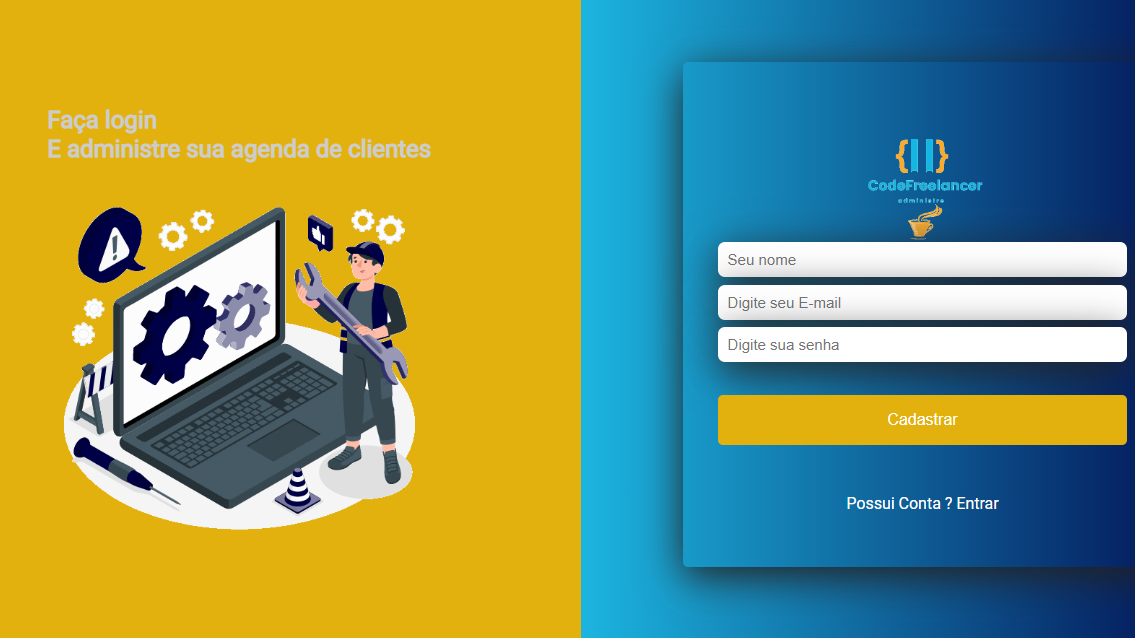 Faça login
E administre sua agenda de clientes
{ }
CodeFreelancer
administre
Seu nome
Digite seu E-mail
Digite sua senha
Cadastrar
Possui Conta ? Entrar